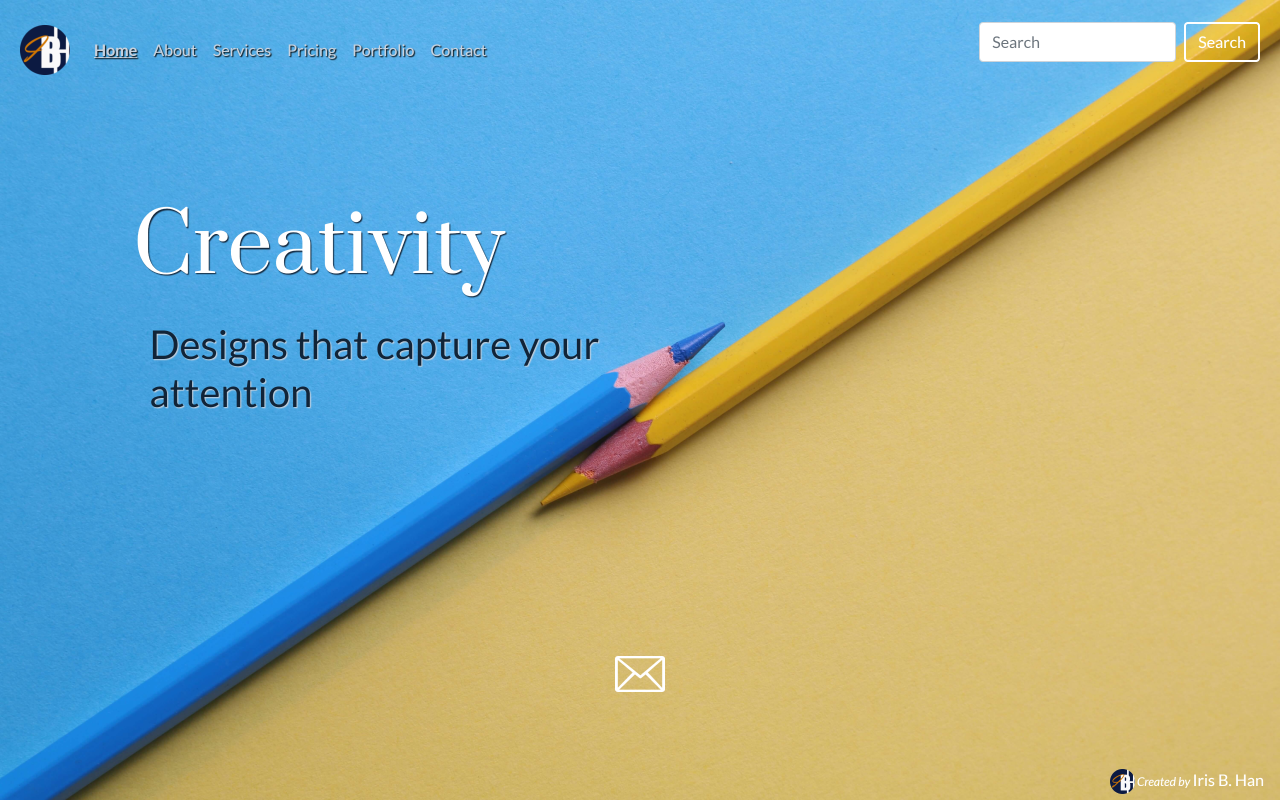 Home About Services Pricing Portfolio Contact
Search Search
Creativity
Designs that capture your
attention
Created by Iris B. Han